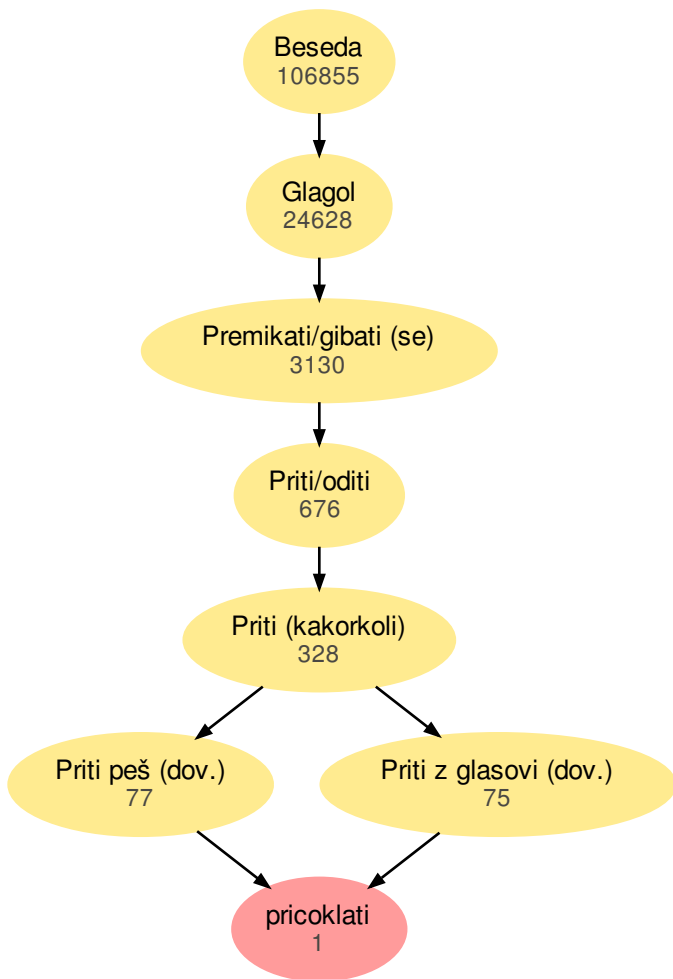 Beseda
106855
Glagol
24628
Premikati/gibati (se)
3130
Priti/oditi
676
Priti (kakorkoli)
328
Priti peš (dov.)
77
Priti z glasovi (dov.)
75
pricoklati
1